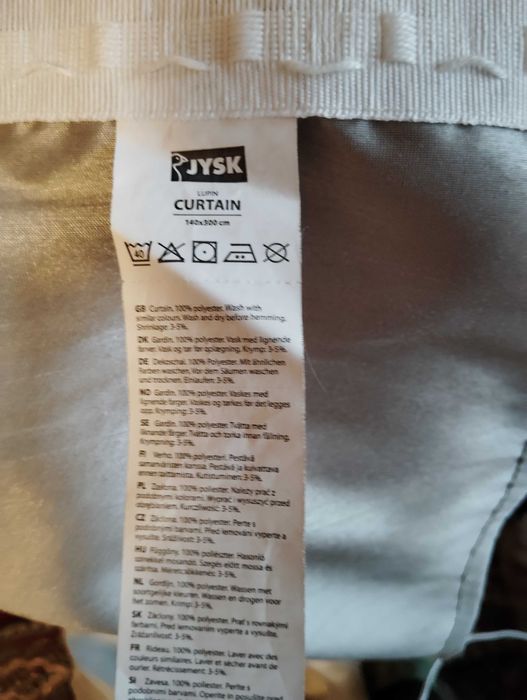 JYSK
LUPIN
CURTAIN
140x300 cm
40
GB Curtain. 100% polyester. Wash with
similar colours. Wash and dry before hemming.
Shrinkage: 3-5%.
DK Gardin. 100% polyester. Vask med lignende
farver. Vask og tør før oplægning. Krymp: 3-5%.
DE Dekoschal. 100% Polyester. Mit ähnlichen
Farben waschen. Vor dem Säumen waschen
und trocknen. Einlaufen: 3-5%.
NO Gardin. 100% polyester. Vaskes med
lignende farger. Vaskes og tørkes før det legges
opp. Krymping: 3-5%.
SE Gardin. 100% polyester. Tvätta med
liknande färger. Tvätta och torka innan fållning.
Krympning: 3-5%.
FI Verho. 100% polyesteri. Pestävä
samanväristen kanssa. Pestävä ja kuivattava
ennen taittamista. Kutistuminen: 3-5%.
PL Zasłona. 100% poliester. Należy prać z
podobnymi kolorami. Wyprać i wysuszyć przed
obrębianiem. Kurczliwość: 3-5%.
CZ Záclona. 100% polyester. Perte s
podobnými barvami. Před lemování vyperte a
vysušte. Srážlivost: 3-5%.
HU Függöny. 100% poliészter. Hasonló
színekkel mosandó. Szegés előtt mossa és
szárítsa. Méretcsökkenés: 3-5%.
NL Gordijn. 100% polyester. Wassen met
soortgelijke kleuren. Wassen en drogen voor
het zomen. Krimp: 3-5%.
SK Záclony. 100% polyester. Prať s rovnakými
farbami. Pred lemovaním vyperte a vysušte.
Zrážanlivosť: 3-5%.
FR Rideau. 100% polyester. Laver avec des
couleurs similaires. Laver et sécher avant de
ourler. Rétrécissement: 3-5%.
SI Zavesa. 100% poliester. Perite s
podobnimi barvami. Operite in posušite pred